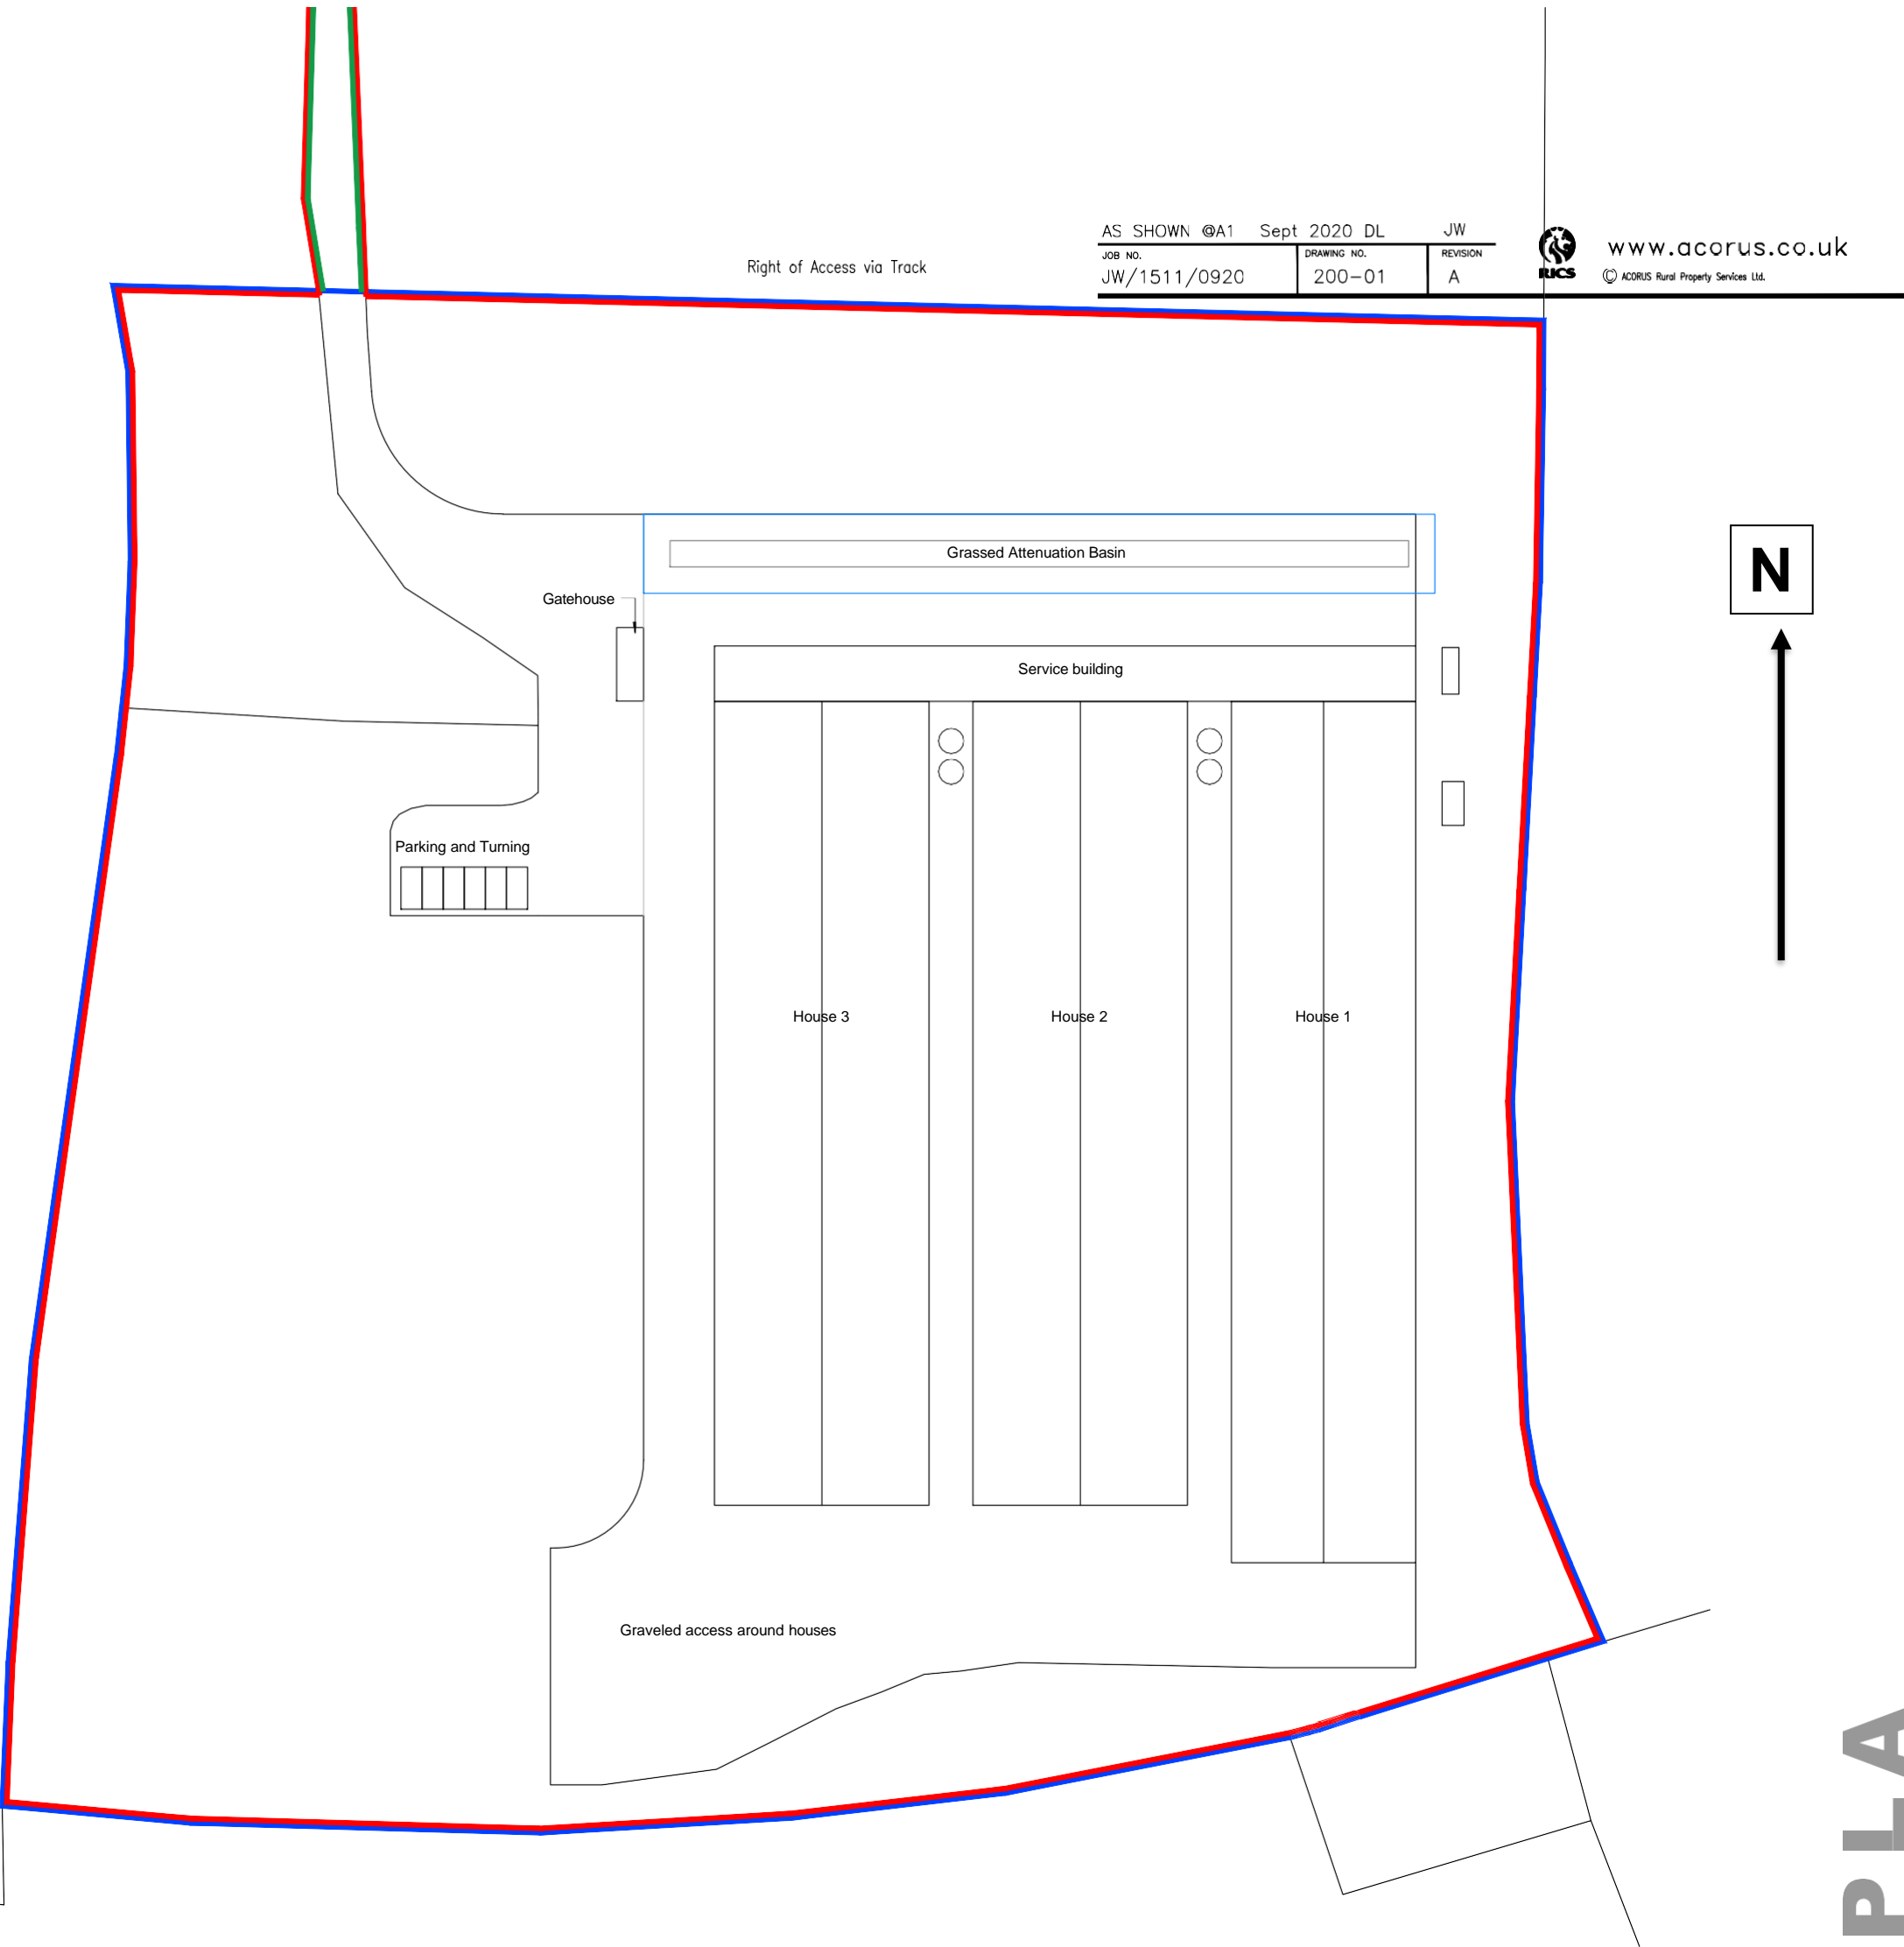 AS SHOWN @A1 Sept 2020 DL JW
JOB NO. DRAWING NO. REVISION
JW/1511/0920 200-01 A
RICS
www.acorus.co.uk
© ACORUS Rural Property Services Ltd.
Right of Access via Track
N
Grassed Attenuation Basin
Gatehouse
Service building
Parking and Turning
House 3
House 2
House 1
Graveled access around houses
PLA